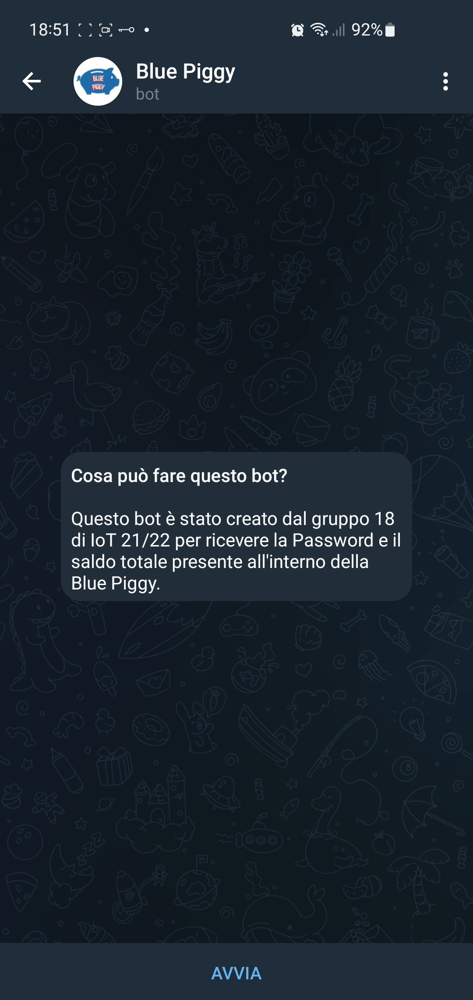 18:51
92%
BLUE
PIGGY
Blue Piggy
bot
Cosa può fare questo bot?
Questo bot è stato creato dal gruppo 18
di IoT 21/22 per ricevere la Password e il
saldo totale presente all'interno della
Blue Piggy.
8
AVVIA